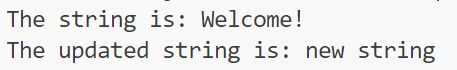 The string is: Welcome!
The updated string is: new string